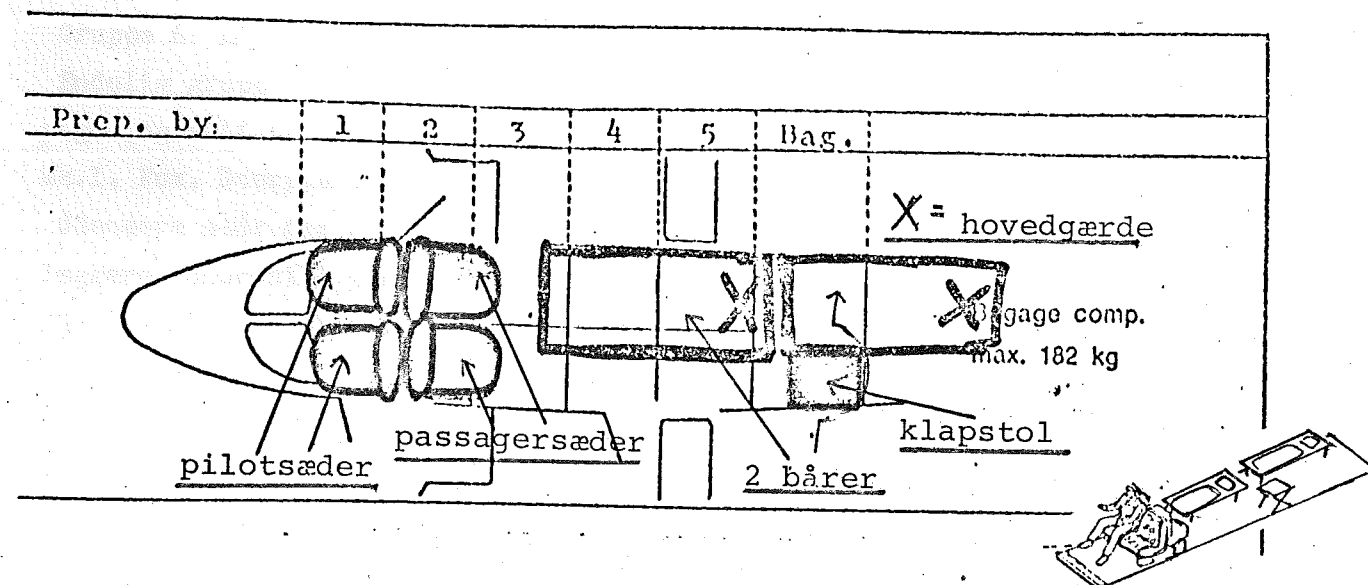 Prep. by: 1 2 3 4 5 Bag.
X = hovedgærde
X X
gage comp.
max. 182 kg
passagersæder
klapstol
pilotsæder
2 bårer